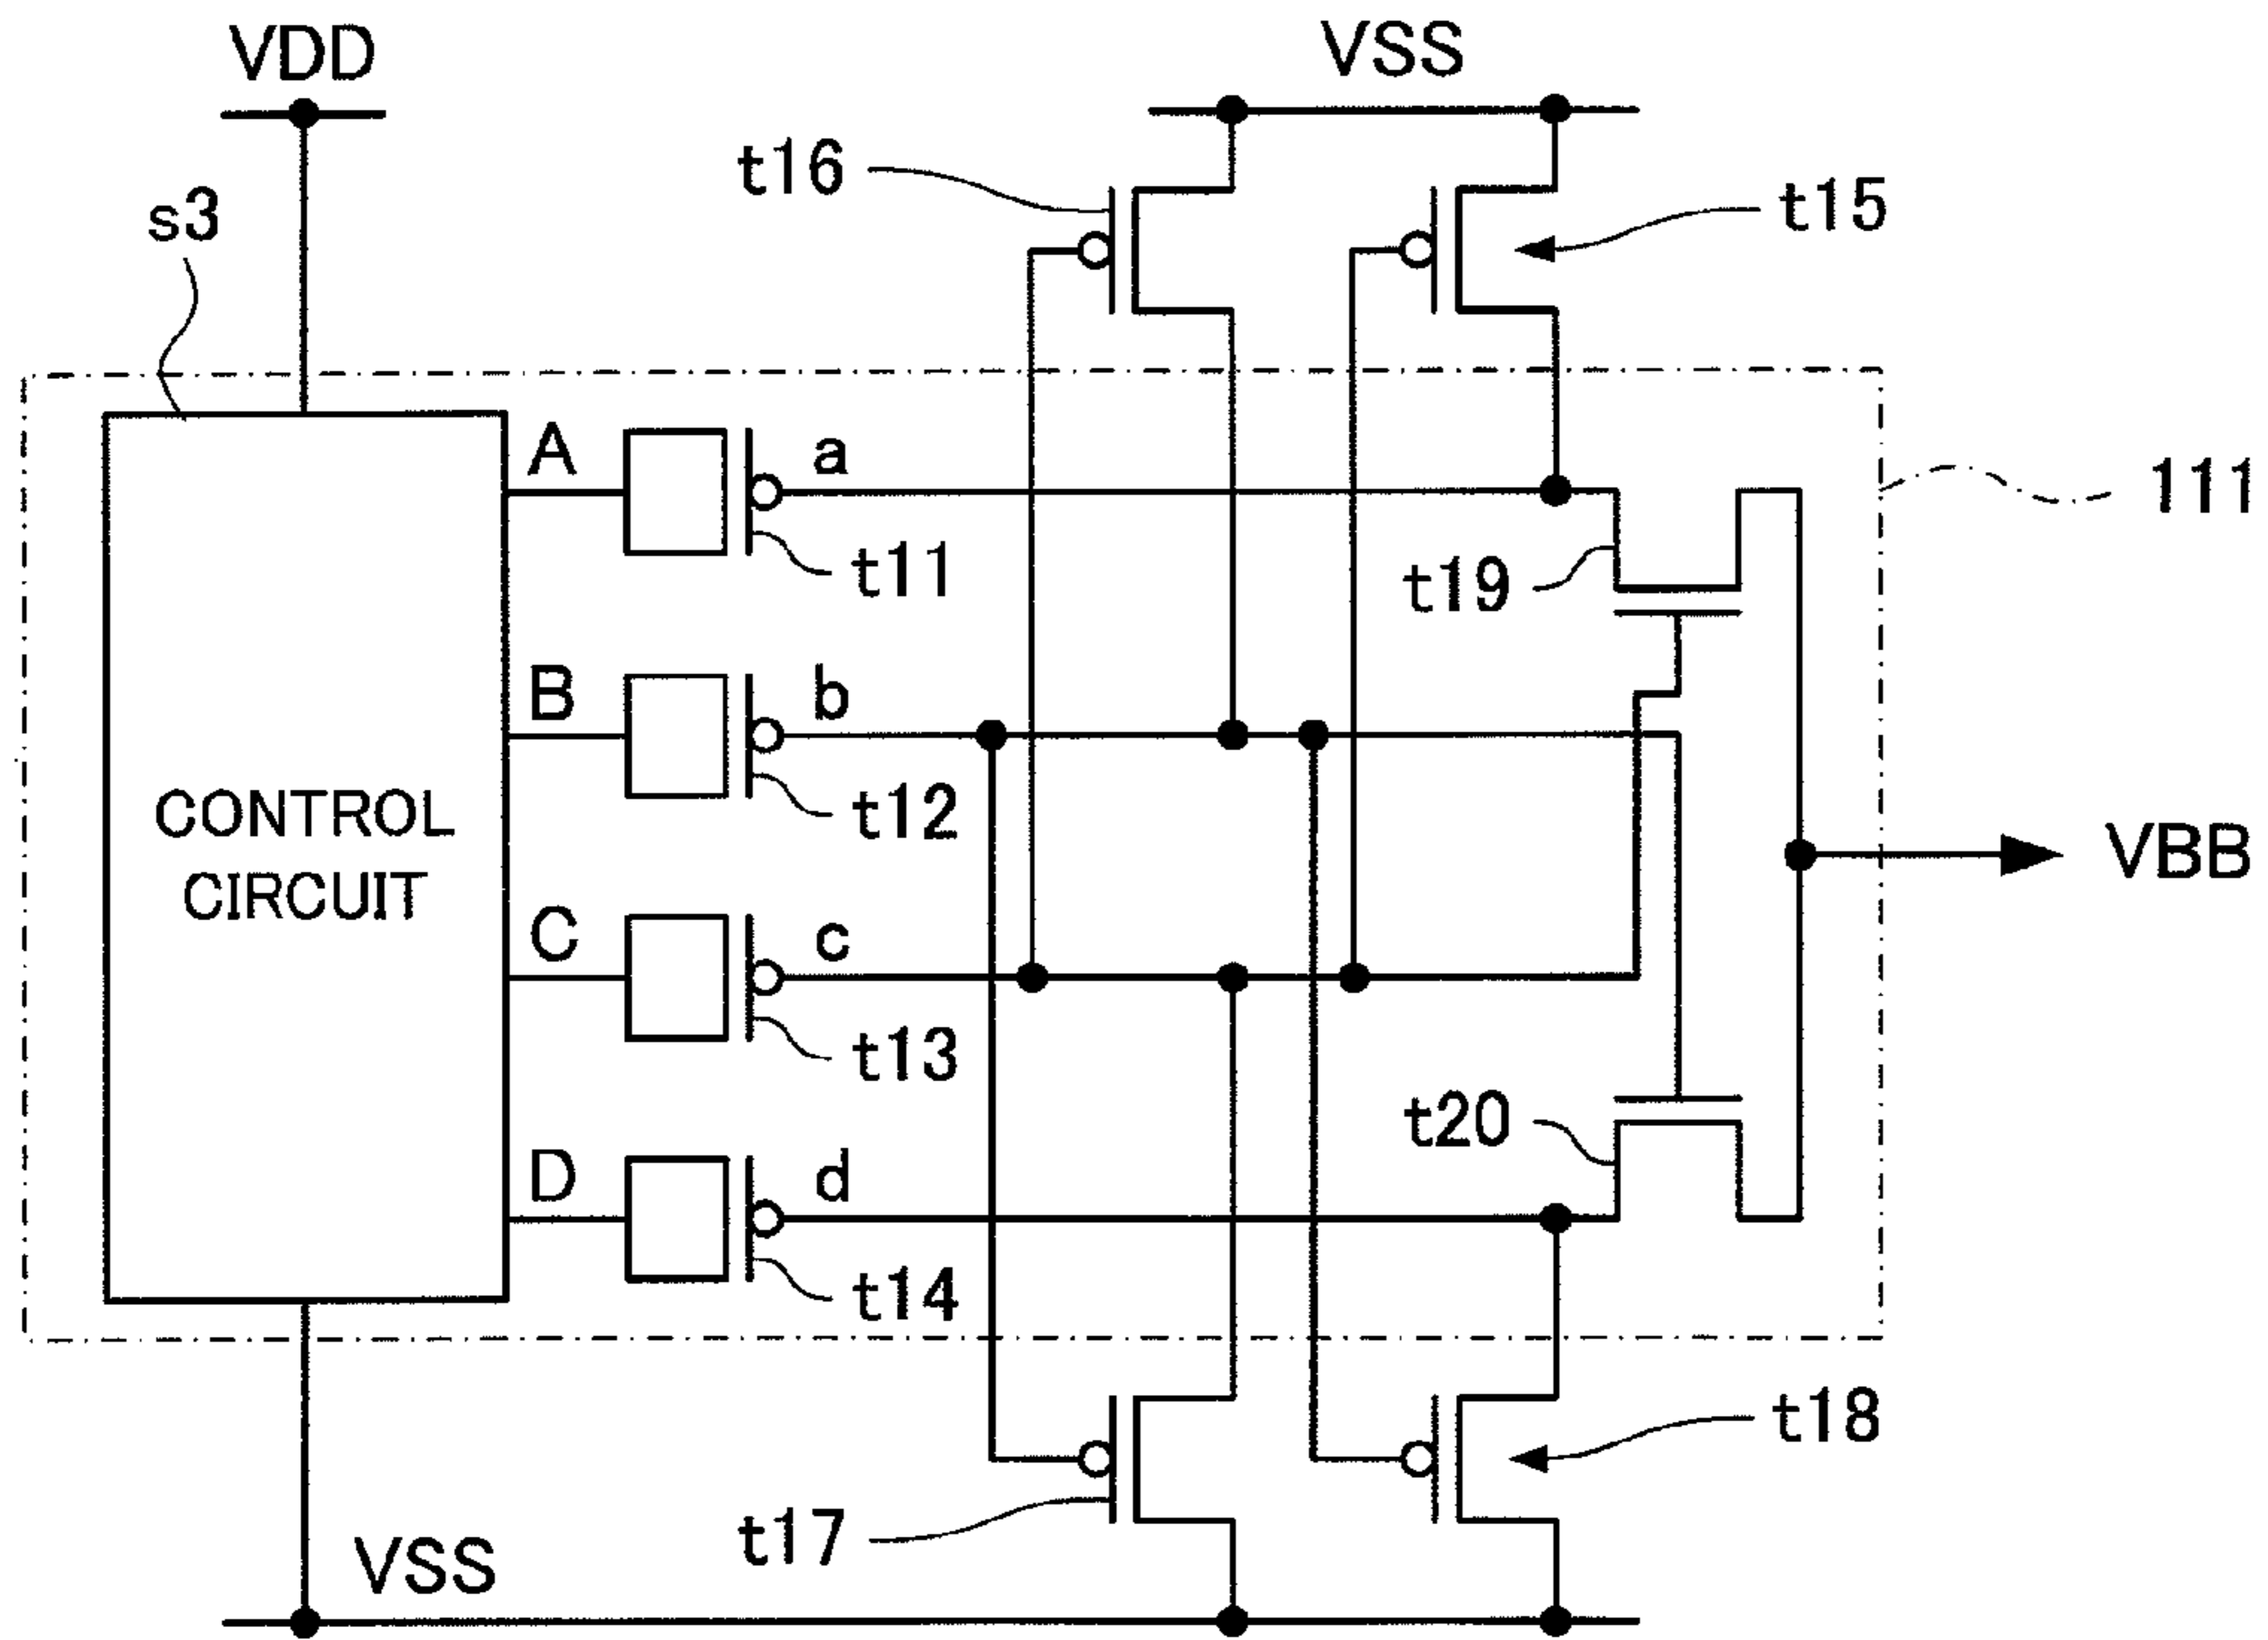 VDD
VSS
t16
t15
s3
A
a
111
t11
t19
B
b
t12
CONTROL
CIRCUIT
VBB
C
c
t13
t20
D
d
t14
t18
t17
VSS